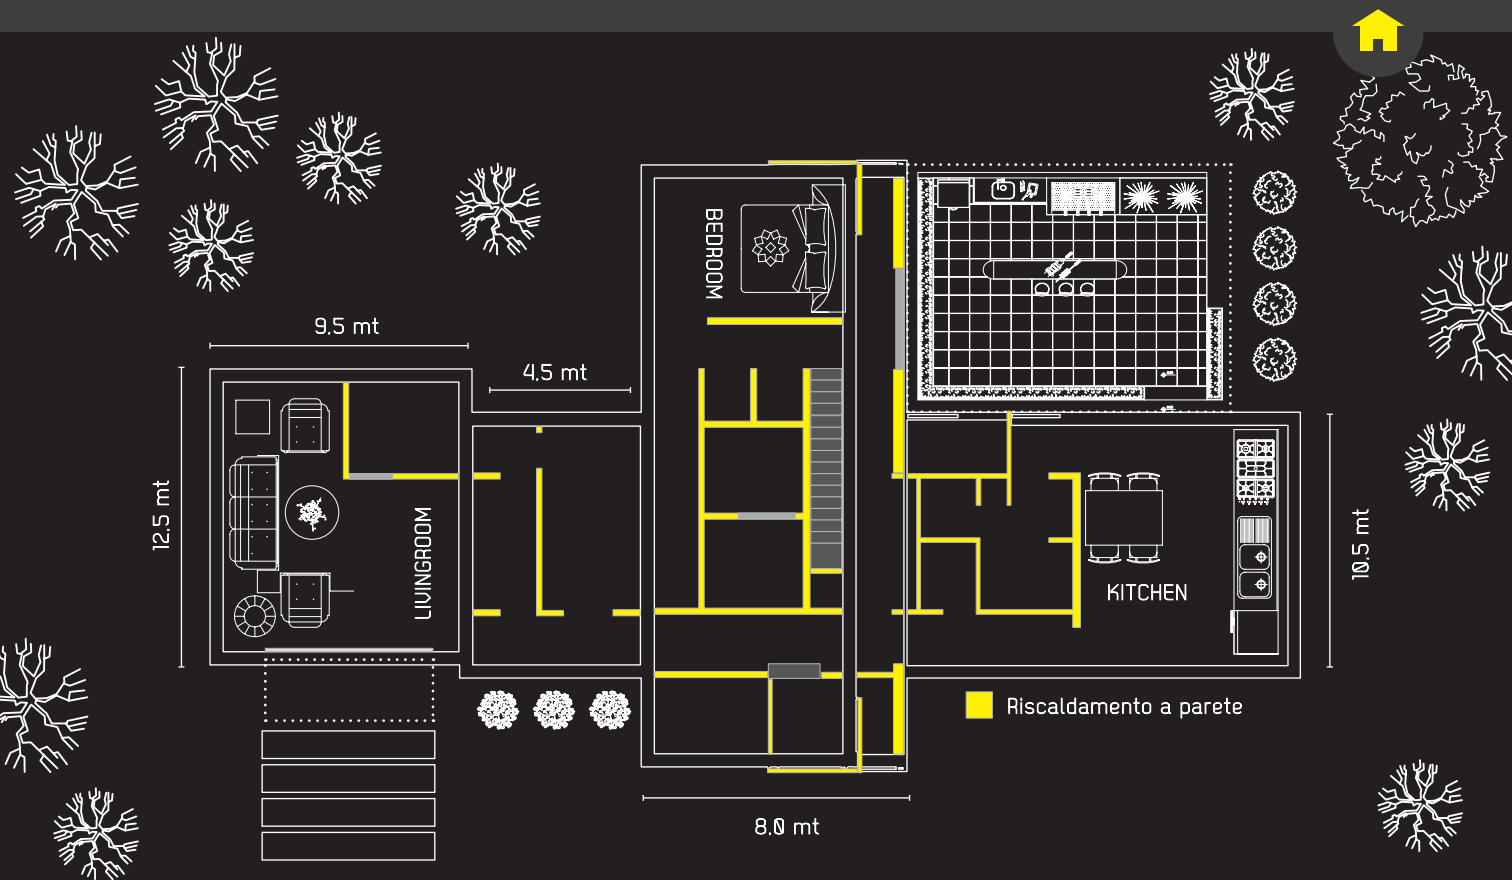 BEDROOM
9.5 mt
4.5 mt
12.5 mt
LIVINGROOM
10.5 mt
KITCHEN
Riscaldamento a parete
8.0 mt